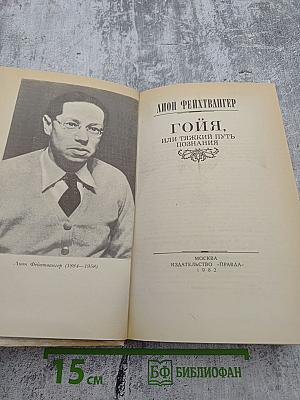 Лион Фейхтвангер (1884—1958)
ЛИОН ФЕЙХТВАНГЕР
ГОЙЯ,
ИЛИ ТЯЖКИЙ ПУТЬ
ПОЗНАНИЯ
МОСКВА
ИЗДАТЕЛЬСТВО «ПРАВДА»
1982
15 см
БФ БИБЛИОФАН